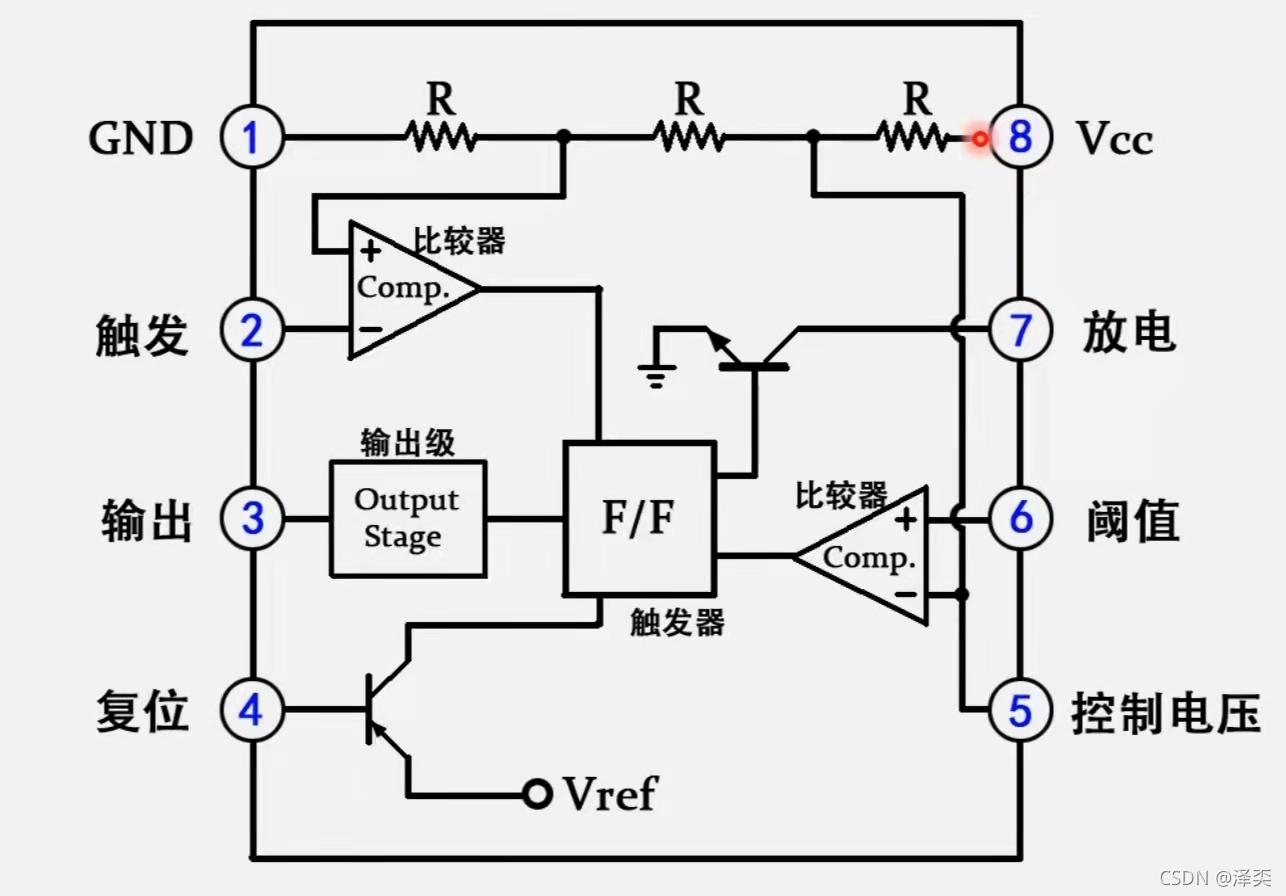 R
R
R
GND
1
8
Vcc
比较器
+
Comp.
−
触发
2
7
放电
输出级
Output
Stage
输出
3
F/F
触发器
比较器
+
Comp.
−
6
阈值
复位
4
5
控制电压
Vref
CSDN @泽奕